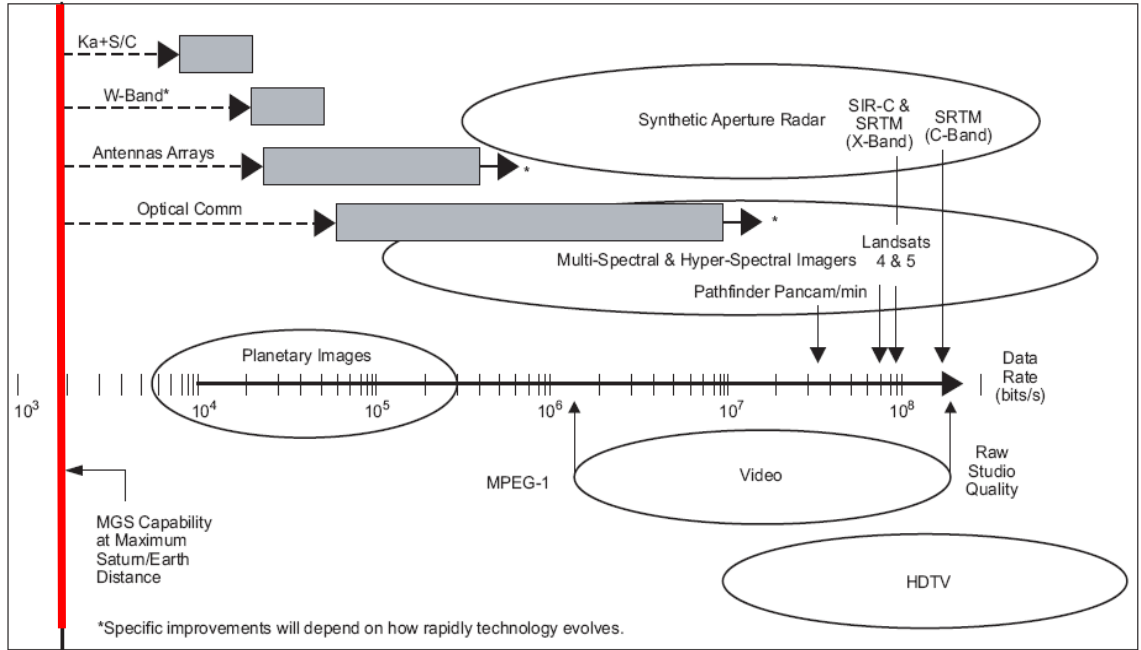 Ka+S/C
W-Band*
Antennas Arrays
*
Optical Comm
*
Synthetic Aperture Radar
SIR-C &
SRTM
(X-Band)
SRTM
(C-Band)
Multi-Spectral & Hyper-Spectral Imagers
Landsats
4 & 5
Pathfinder Pancam/min
Planetary Images
Data
Rate
(bits/s)
10³
10⁴
10⁵
10⁶
10⁷
10⁸
MPEG-1
Video
Raw
Studio
Quality
MGS Capability
at Maximum
Saturn/Earth
Distance
HDTV
*Specific improvements will depend on how rapidly technology evolves.